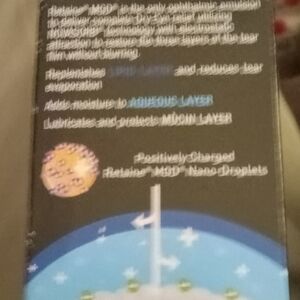 Retaine® MGD® is the only ophthalmic emulsion
to deliver complete Dry Eye relief utilizing
NOVASORB® technology with electrostatic
attraction to restore the three layers of the tear
film without blurring.
Replenishes LIPID LAYER and reduces tear
evaporation
Adds moisture to AQUEOUS LAYER
Lubricates and protects MUCIN LAYER
Positively Charged
Retaine® MGD® Nano-Droplets